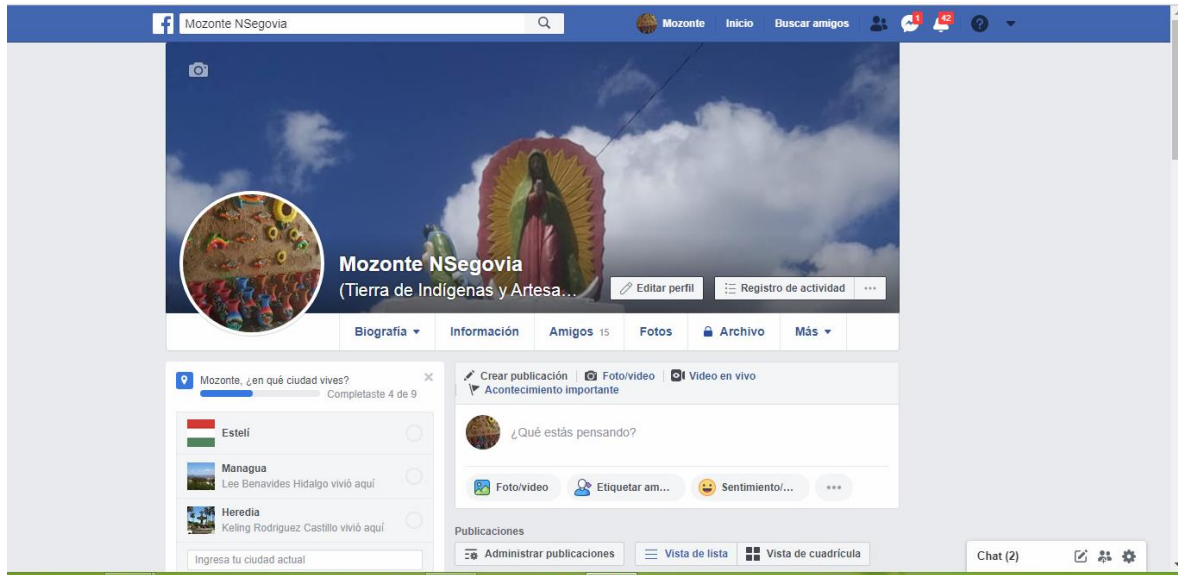 f Mozonte NSegovia
Mozonte Inicio Buscar amigos 1 42 ?
Mozonte NSegovia
(Tierra de Indígenas y Artesa...
Editar perfil Registro de actividad ...
Biografía Información Amigos 15 Fotos Archivo Más
Mozonte, ¿en qué ciudad vives?
Completaste 4 de 9
Estelí
Managua
Lee Benavides Hidalgo vivió aquí
Heredia
Keling Rodriguez Castillo vivió aquí
Ingresa tu ciudad actual
Crear publicación Foto/video Video en vivo
Acontecimiento importante
¿Qué estás pensando?
Foto/video Etiquetar am... Sentimiento/... ...
Publicaciones
Administrar publicaciones Vista de lista Vista de cuadrícula
Chat (2)